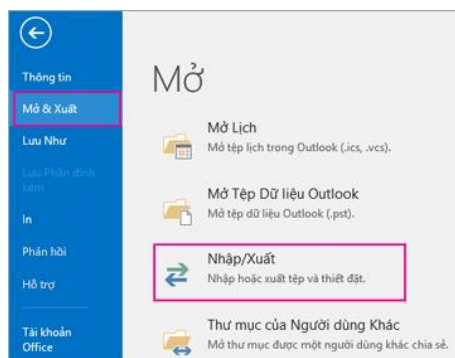 Thông tin
Mở & Xuất
Lưu Như
Lưu Phần đính
kèm
In
Phản hồi
Hỗ trợ
Tài khoản
Office
Mở
Mở Lịch
Mở tệp lịch trong Outlook (.ics, .vcs).
Mở Tệp Dữ liệu Outlook
Mở tệp dữ liệu Outlook (.pst).
Nhập/Xuất
Nhập hoặc xuất tệp và thiết đặt.
Thư mục của Người dùng Khác
Mở thư mục được một người dùng khác chia sẻ.